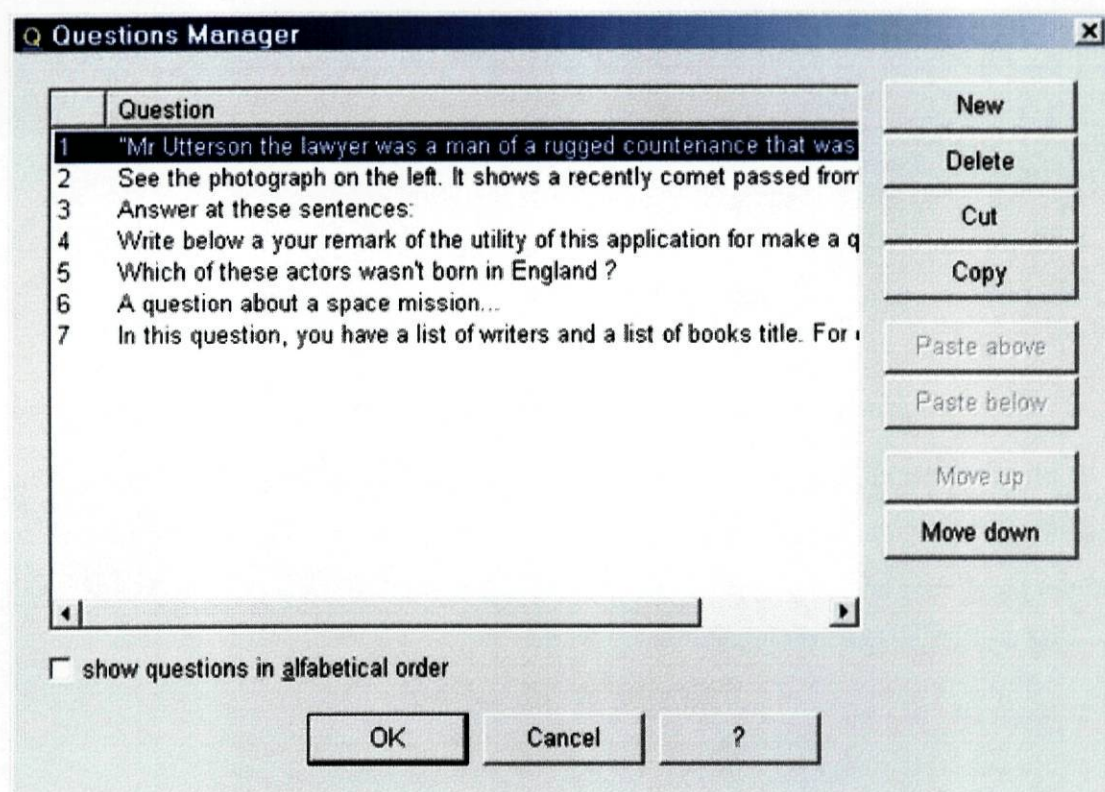 Q Questions Manager
Question
1 "Mr Utterson the lawyer was a man of a rugged countenance that was
2 See the photograph on the left. It shows a recently comet passed from
3 Answer at these sentences:
4 Write below a your remark of the utility of this application for make a q
5 Which of these actors wasn't born in England ?
6 A question about a space mission...
7 In this question, you have a list of writers and a list of books title. For
New
Delete
Cut
Copy
Paste above
Paste below
Move up
Move down
show questions in alfabetical order
OK
Cancel
?